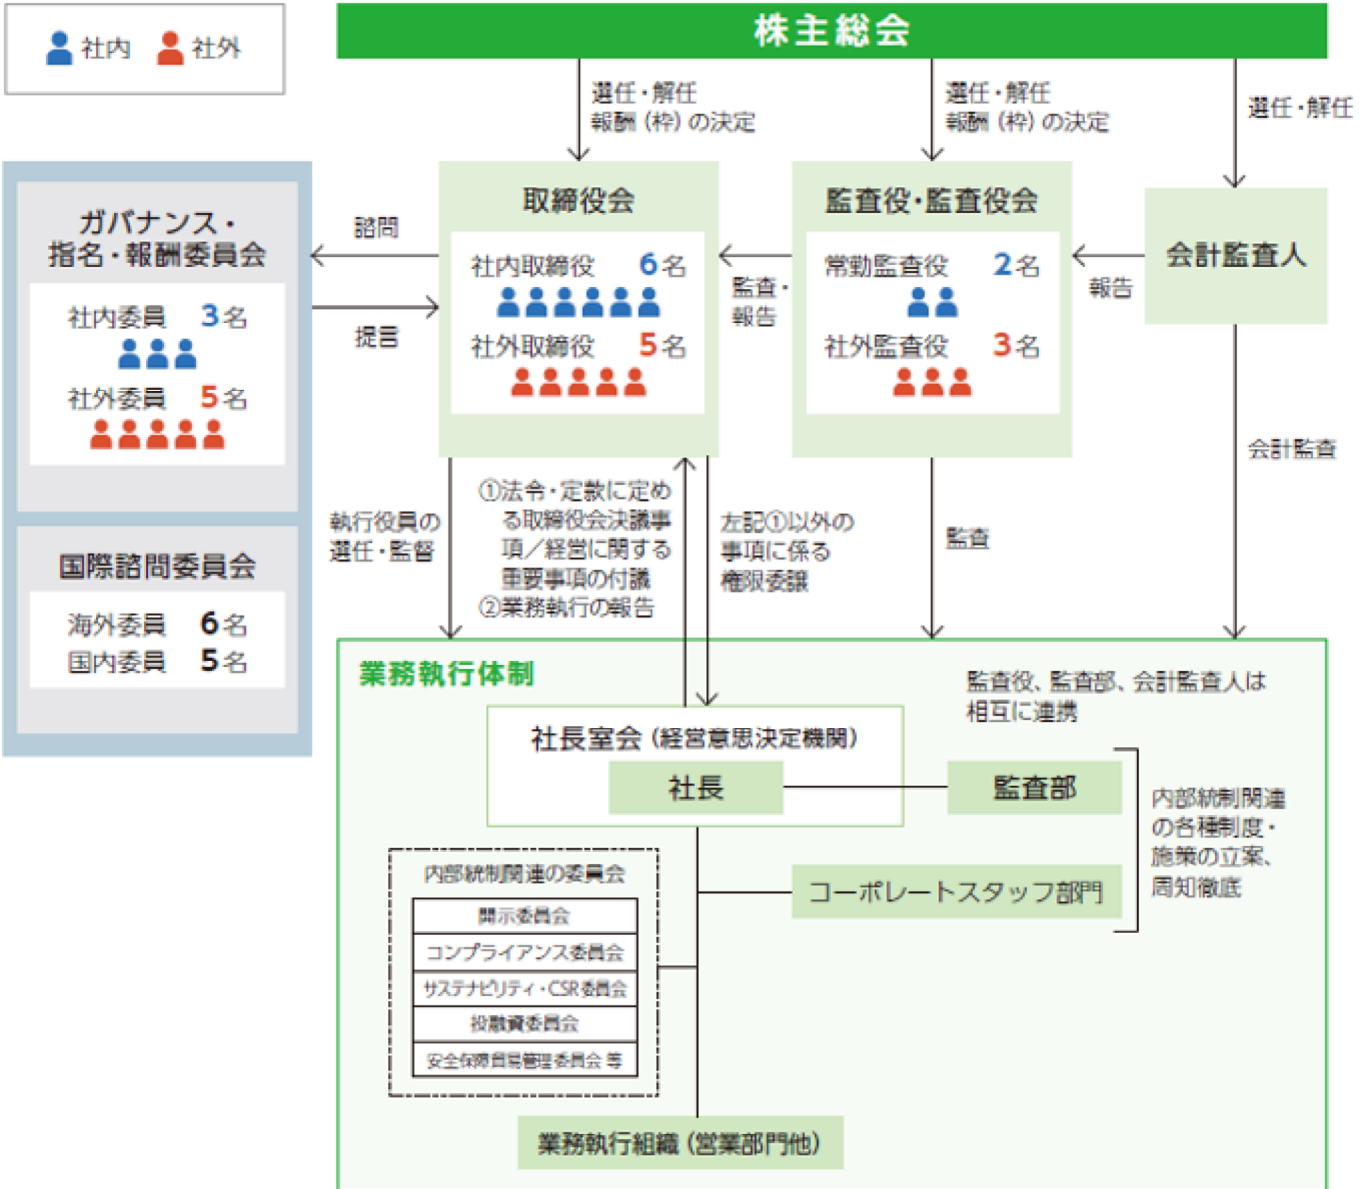 社内 社外
株主総会
選任・解任
報酬（枠）の決定
選任・解任
報酬（枠）の決定
選任・解任
ガバナンス・
指名・報酬委員会
社内委員 3名
社外委員 5名
国際諮問委員会
海外委員 6名
国内委員 5名
諮問
提言
取締役会
社内取締役 6名
社外取締役 5名
監査・
報告
監査役・監査役会
常勤監査役 2名
社外監査役 3名
報告
会計監査人
執行役員の
選任・監督
①法令・定款に定め
る取締役会決議事
項／経営に関する
重要事項の付議
②業務執行の報告
左記①以外の
事項に係る
権限委譲
監査
会計監査
業務執行体制
監査役、監査部、会計監査人は
相互に連携
社長室会（経営意思決定機関）
社長
監査部
コーポレートスタッフ部門
内部統制関連
の各種制度・
施策の立案、
周知徹底
内部統制関連の委員会
開示委員会
コンプライアンス委員会
サステナビリティ・CSR委員会
投融資委員会
安全保障貿易管理委員会 等
業務執行組織（営業部門他）